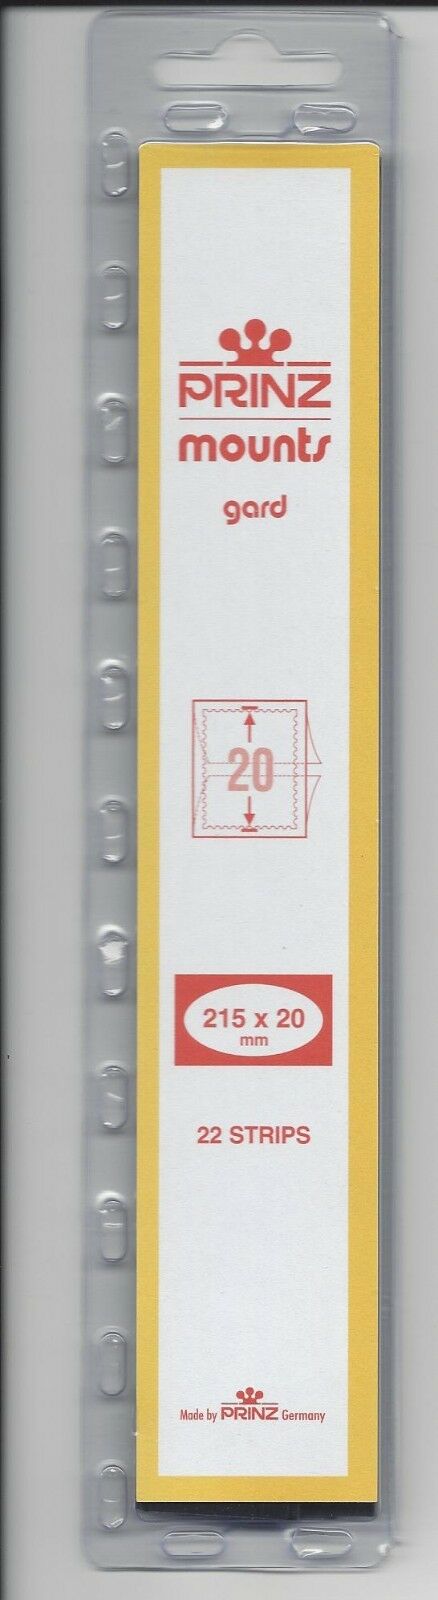 PRINZ
mounts
gard
20
215 x 20
mm
22 STRIPS
Made by PRINZ Germany